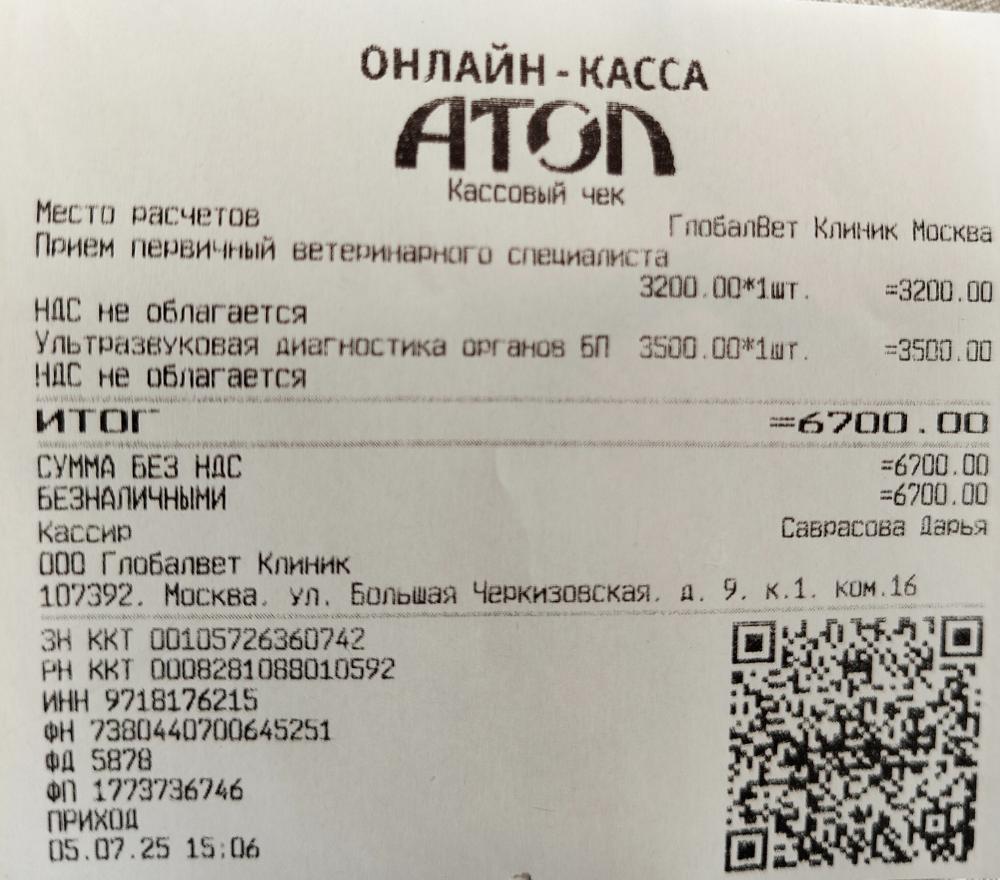 ОНЛАЙН-КАССА
АТОЛ
Кассовый чек
Место расчетов ГлобалВет Клиник Москва
Прием первичный ветеринарного специалиста
3200.00*1шт. =3200.00
НДС не облагается
Ультразвуковая диагностика органов БП 3500.00*1шт. =3500.00
НДС не облагается
ИТОГ =6700.00
СУММА БЕЗ НДС =6700.00
БЕЗНАЛИЧНЫМИ =6700.00
Кассир Саврасова Дарья
ООО Глобалвет Клиник
107392, Москва, ул. Большая Черкизовская, д. 9, к.1. ком.16
ЗН ККТ 00105726360742
РН ККТ 0008281088010592
ИНН 9718176215
ФН 7380440700645251
ФД 5878
ФП 1773736746
ПРИХОД
05.07.25 15:06